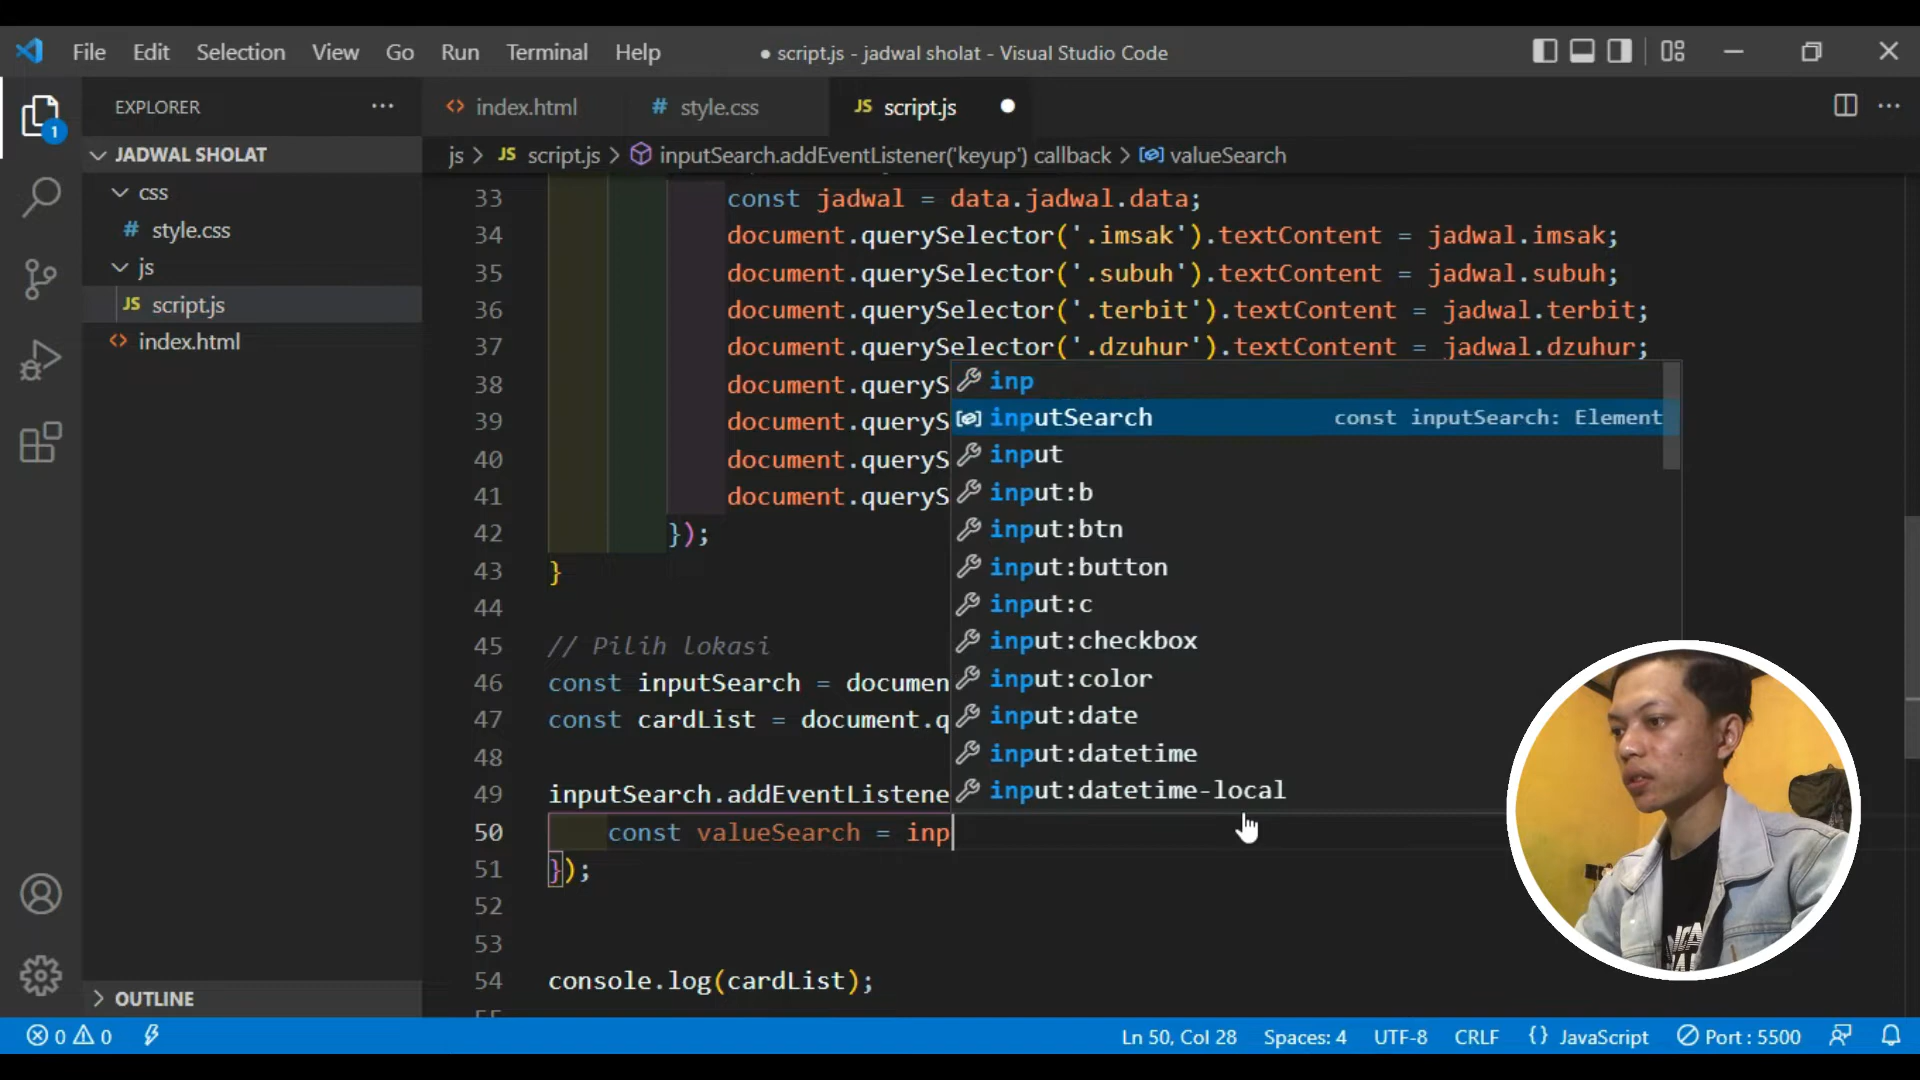 File Edit Selection View Go Run Terminal Help
● script.js - jadwal sholat - Visual Studio Code
EXPLORER
index.html
# style.css
JS script.js
1
JADWAL SHOLAT
js > JS script.js > inputSearch.addEventListener('keyup') callback > valueSearch
css
# style.css
js
JS script.js
index.html
33 const jadwal = data.jadwal.data;
34 document.querySelector('.imsak').textContent = jadwal.imsak;
35 document.querySelector('.subuh').textContent = jadwal.subuh;
36 document.querySelector('.terbit').textContent = jadwal.terbit;
37 document.querySelector('.dzuhur').textContent = jadwal.dzuhur;
38 document.queryS
39 document.queryS
40 document.queryS
41 document.queryS
42 });
43 }
44
45 // Pilih lokasi
46 const inputSearch = documen
47 const cardList = document.q
48
49 inputSearch.addEventListene
50 const valueSearch = inp
51 });
52
53
54 console.log(cardList);
inp
inputSearch const inputSearch: Element
input
input:b
input:btn
input:button
input:c
input:checkbox
input:color
input:date
input:datetime
input:datetime-local
OUTLINE
0 0
Ln 50, Col 28 Spaces: 4 UTF-8 CRLF {} JavaScript Port : 5500